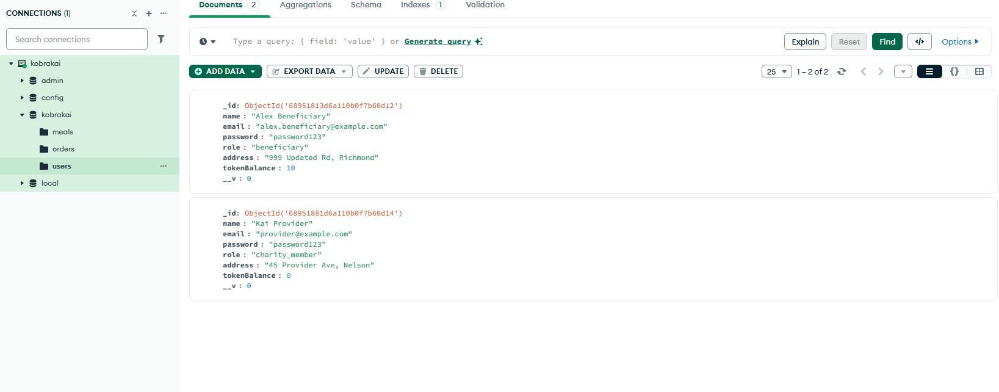 CONNECTIONS (1)
Search connections
kobrakai
admin
config
kobrakai
meals
orders
users
local
Documents 2 Aggregations Schema Indexes 1 Validation
Type a query: { field: 'value' } or Generate query
Explain Reset Find </> Options
ADD DATA EXPORT DATA UPDATE DELETE
25 1 – 2 of 2 {}
_id: ObjectId('68951813d6a110b0f7b60d12')
name : "Alex Beneficiary"
email : "alex.beneficiary@example.com"
password : "password123"
role : "beneficiary"
address : "999 Updated Rd, Richmond"
tokenBalance : 10
__v : 0
_id: ObjectId('68951881d6a110b0f7b60d14')
name : "Kai Provider"
email : "provider@example.com"
password : "password123"
role : "charity_member"
address : "45 Provider Ave, Nelson"
tokenBalance : 0
__v : 0